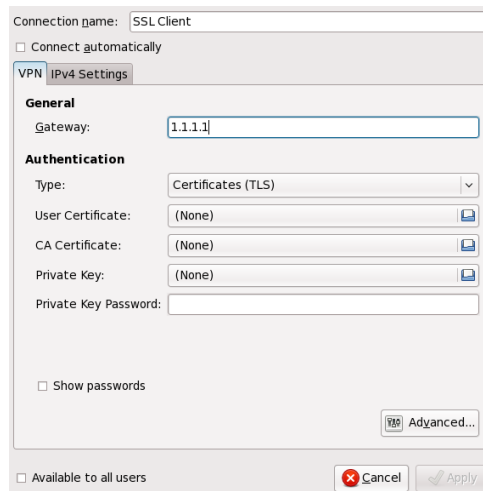 Connection name: SSL Client
Connect automatically
VPN IPv4 Settings
General
Gateway: 1.1.1.1
Authentication
Type: Certificates (TLS)
User Certificate: (None)
CA Certificate: (None)
Private Key: (None)
Private Key Password:
Show passwords
Advanced...
Available to all users Cancel Apply